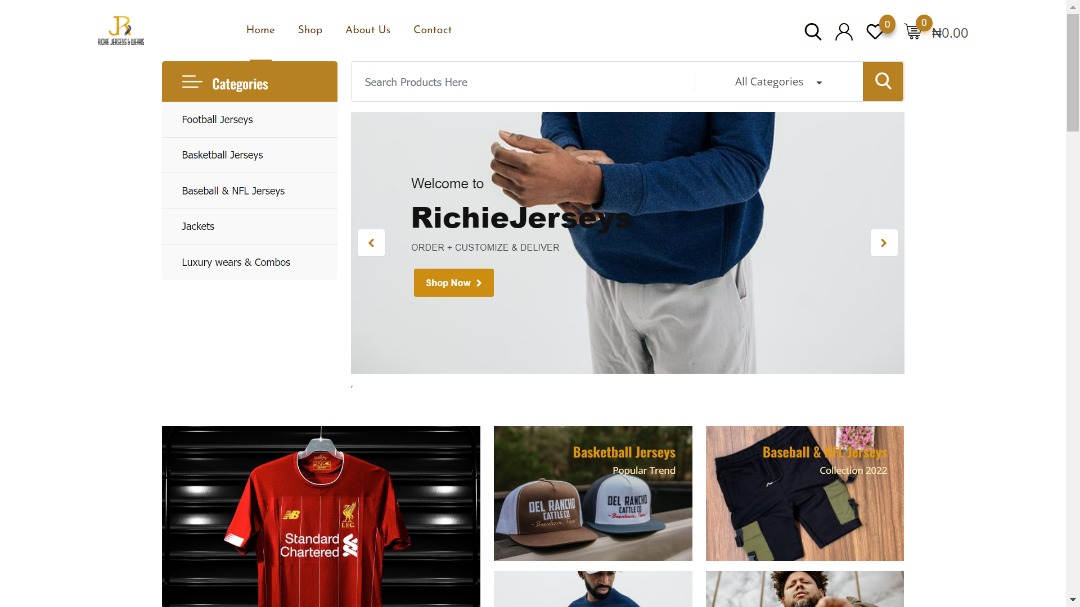 RICHIE JERSEYS & WEARS
Home
Shop
About Us
Contact
0
0
₦0.00
Categories
Search Products Here
All Categories
Football Jerseys
Basketball Jerseys
Baseball & NFL Jerseys
Jackets
Luxury wears & Combos
Welcome to
RichieJerseys
ORDER + CUSTOMIZE & DELIVER
Shop Now
,
Basketball Jerseys
Popular Trend
Baseball & NFL Jerseys
Collection 2022
DEL RANCHO
CATTLE CO.
DEL RANCHO
CATTLE CO.
NB
L.F.C.
Standard
Chartered